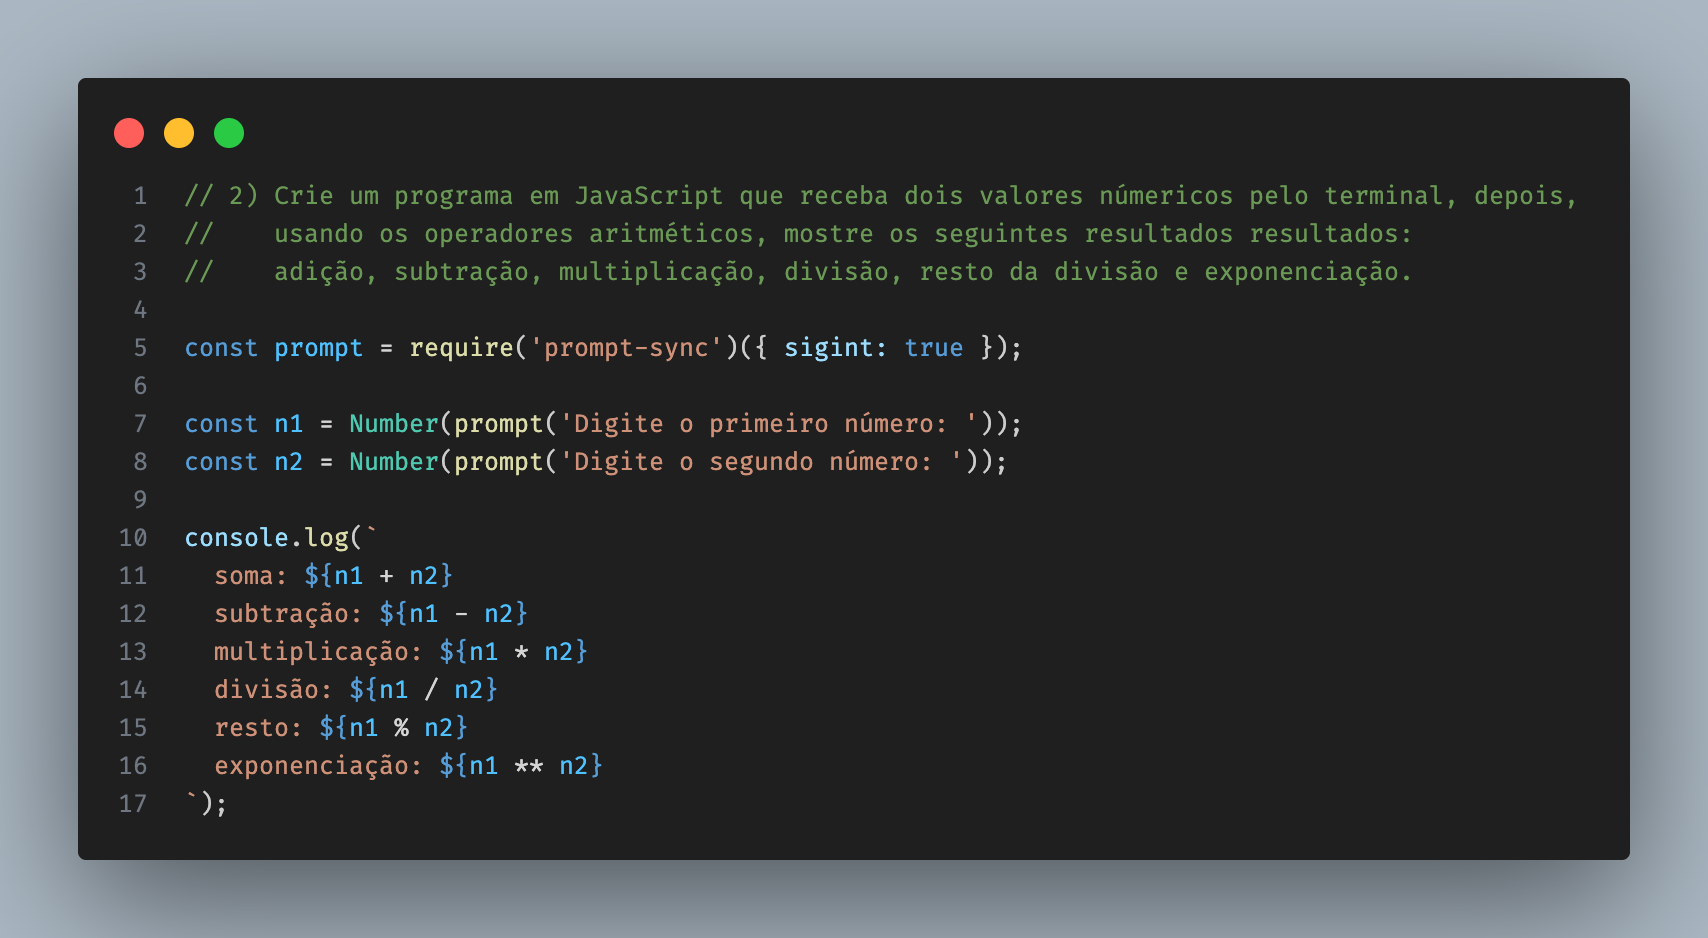 1 // 2) Crie um programa em JavaScript que receba dois valores númericos pelo terminal, depois,
2 //    usando os operadores aritméticos, mostre os seguintes resultados resultados:
3 //    adição, subtração, multiplicação, divisão, resto da divisão e exponenciação.
4
5 const prompt = require('prompt-sync')({ sigint: true });
6
7 const n1 = Number(prompt('Digite o primeiro número: '));
8 const n2 = Number(prompt('Digite o segundo número: '));
9
10 console.log(`
11   soma: ${n1 + n2}
12   subtração: ${n1 - n2}
13   multiplicação: ${n1 * n2}
14   divisão: ${n1 / n2}
15   resto: ${n1 % n2}
16   exponenciação: ${n1 ** n2}
17 `);